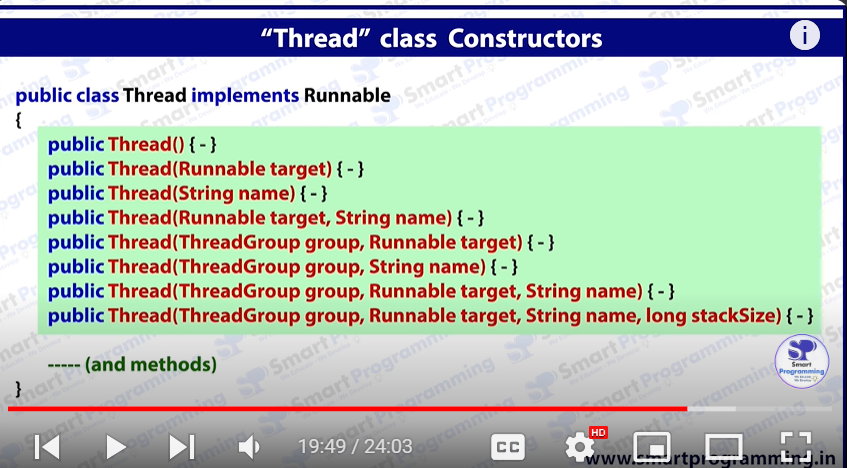 “Thread” class Constructors
i
public class Thread implements Runnable
{
public Thread() { - }
public Thread(Runnable target) { - }
public Thread(String name) { - }
public Thread(Runnable target, String name) { - }
public Thread(ThreadGroup group, Runnable target) { - }
public Thread(ThreadGroup group, String name) { - }
public Thread(ThreadGroup group, Runnable target, String name) { - }
public Thread(ThreadGroup group, Runnable target, String name, long stackSize) { - }
----- (and methods)
}
SP
Smart
Programming
19:49 / 24:03
CC
HD
www.smartprogramming.in